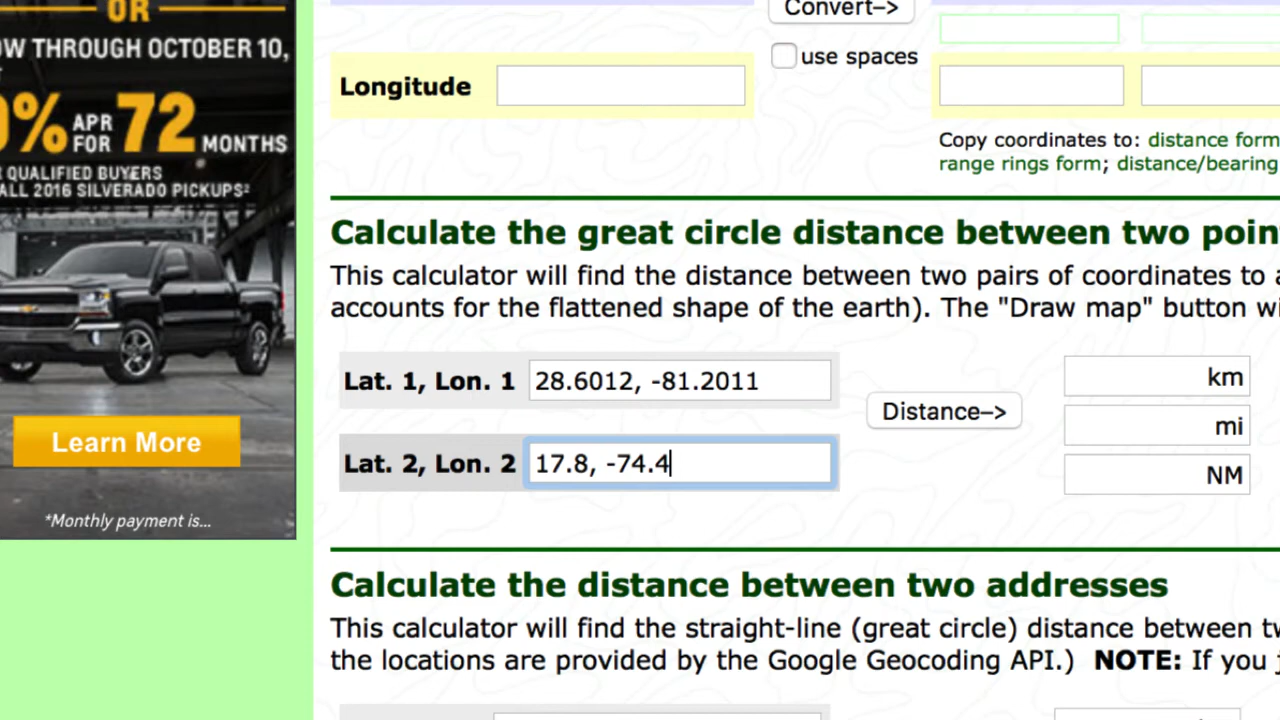 OR
OW THROUGH OCTOBER 10,
0% APR FOR 72 MONTHS
QUALIFIED BUYERS
ALL 2016 SILVERADO PICKUPS²
Learn More
*Monthly payment is...
Convert–>
use spaces
Longitude
Copy coordinates to: distance form
range rings form; distance/bearing
Calculate the great circle distance between two poin
This calculator will find the distance between two pairs of coordinates to a
accounts for the flattened shape of the earth). The "Draw map" button wi
Lat. 1, Lon. 1 28.6012, -81.2011
Distance–>
km
mi
NM
Lat. 2, Lon. 2 17.8, -74.4
Calculate the distance between two addresses
This calculator will find the straight-line (great circle) distance between tw
the locations are provided by the Google Geocoding API.) NOTE: If you j